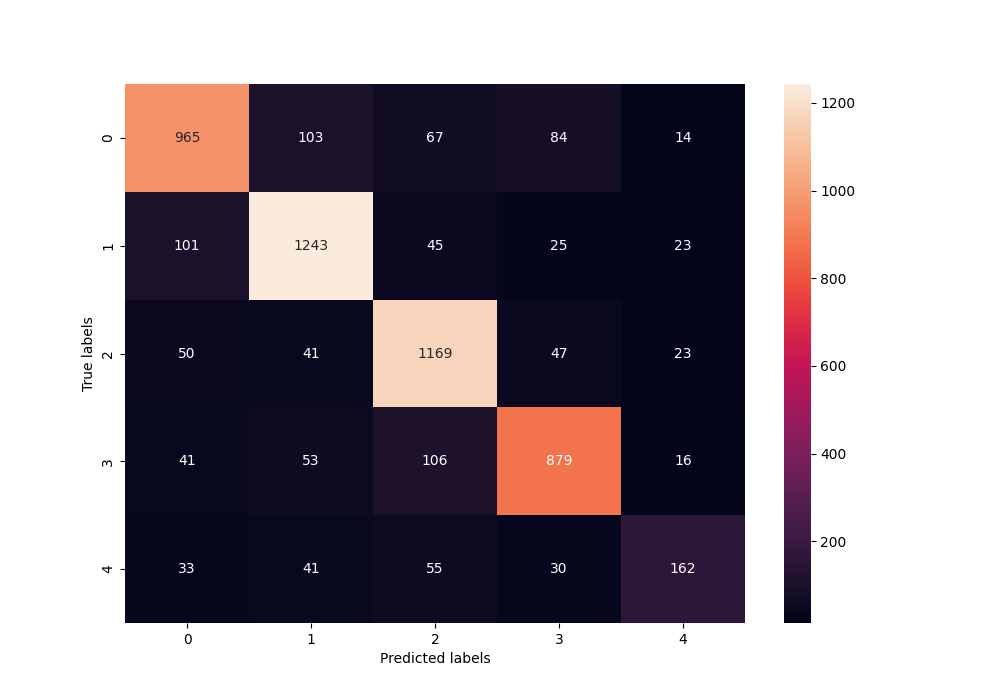 0 965 103 67 84 14
1 101 1243 45 25 23
2 50 41 1169 47 23
3 41 53 106 879 16
4 33 41 55 30 162
0 1 2 3 4
Predicted labels
True labels
1200
1000
800
600
400
200